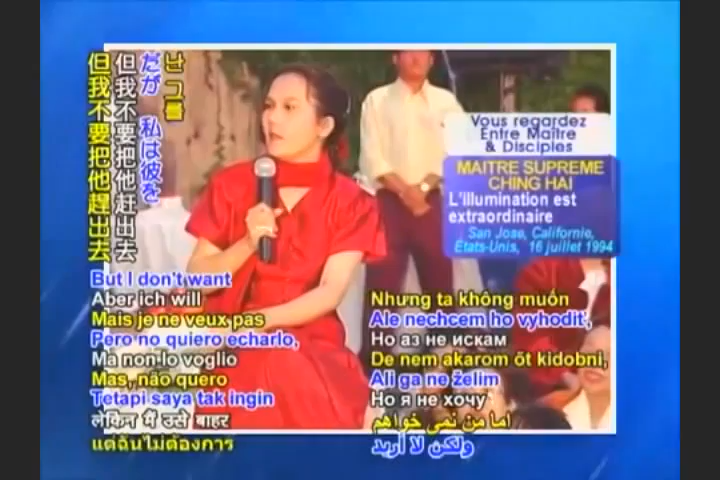 난 그를
だが 私は彼を
但我不要把他赶出去
但我不要把他趕出去
Vous regardez
Entre Maître
& Disciples
MAITRE SUPREME
CHING HAI
L'illumination est
extraordinaire
San Jose, Californie,
États-Unis, 16 juillet 1994
But I don't want
Aber ich will
Mais je ne veux pas
Pero no quiero echarlo,
Ma non lo voglio
Mas, não quero
Tetapi saya tak ingin
लेकिन मैं उसे बाहर
แต่ฉันไม่ต้องการ
Nhưng ta không muốn
Ale nechcem ho vyhodiť,
Но аз не искам
De nem akarom őt kidobni,
Ali ga ne želim
Но я не хочу
اما من نمی خواهم
ولكن لا أريد